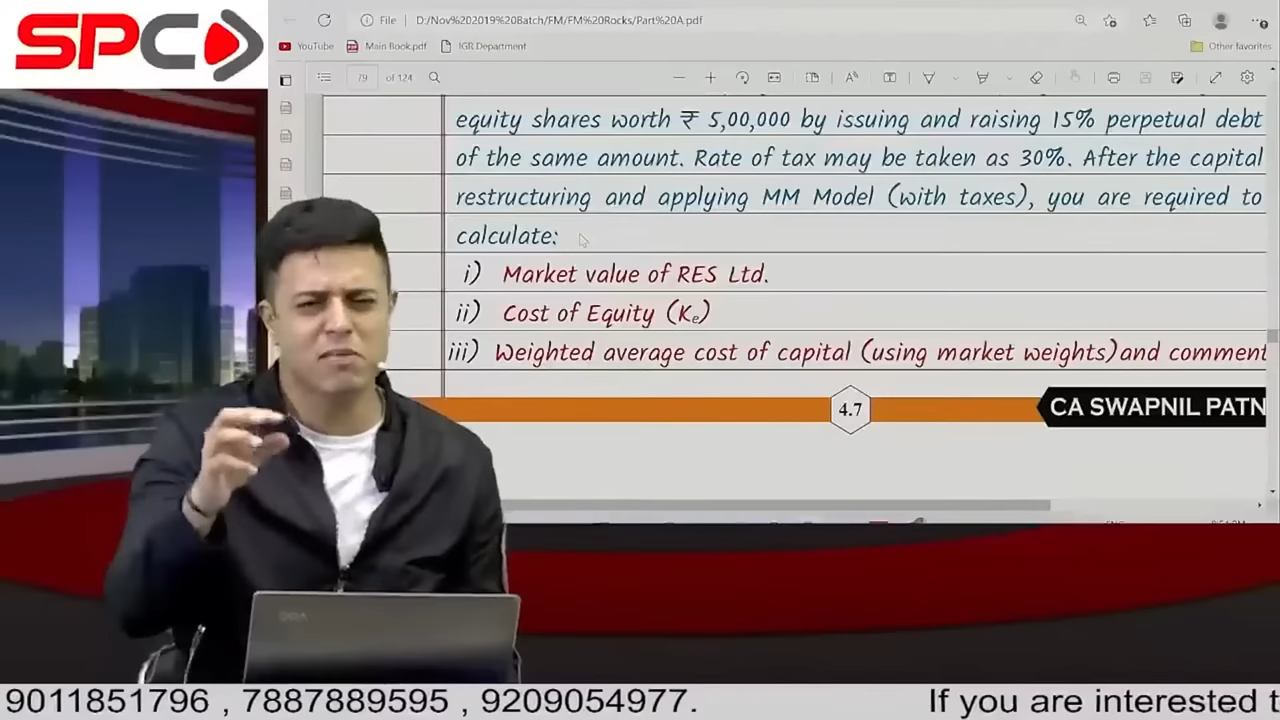 SPC
File
D:/Nov%202019%20Batch/FM/FM%20Rocks/Part%20A.pdf
YouTube
Main Book.pdf
IGR Department
Other favorites
79 of 124
equity shares worth ₹ 5,00,000 by issuing and raising 15% perpetual debt
of the same amount. Rate of tax may be taken as 30%. After the capital
restructuring and applying MM Model (with taxes), you are required to
calculate:
i) Market value of RES Ltd.
ii) Cost of Equity (Ke)
iii) Weighted average cost of capital (using market weights)and comment
4.7
CA SWAPNIL PATN
9011851796 , 7887889595 , 9209054977.
If you are interested t